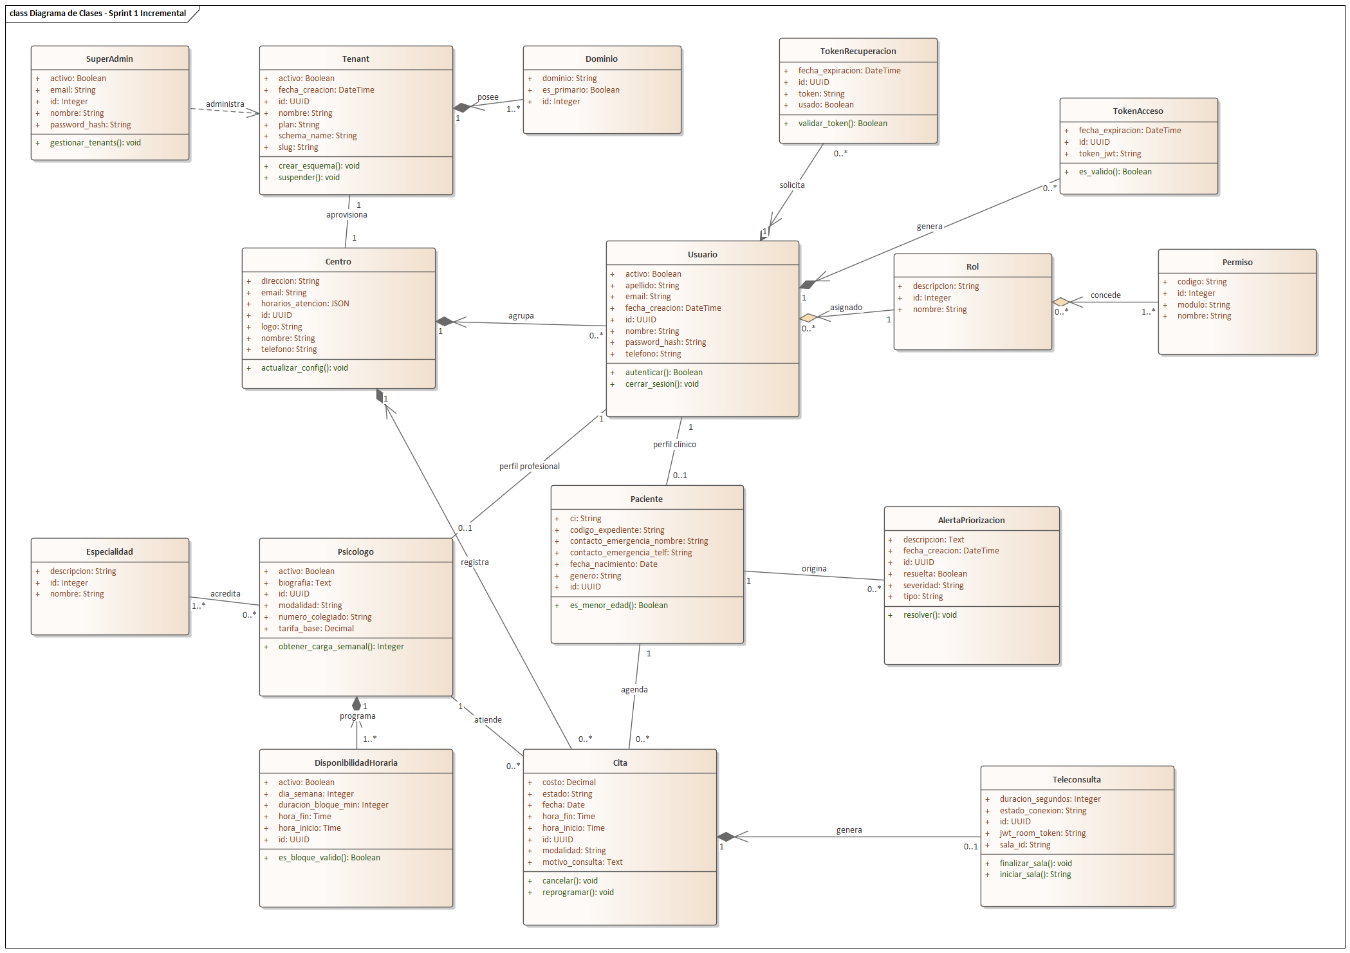 class Diagrama de Clases - Sprint 1 Incremental
SuperAdmin
+ activo: Boolean
+ email: String
+ id: Integer
+ nombre: String
+ password_hash: String
+ gestionar_tenants(): void
administra
Tenant
+ activo: Boolean
+ fecha_creacion: DateTime
+ id: UUID
+ nombre: String
+ plan: String
+ schema_name: String
+ slug: String
+ crear_esquema(): void
+ suspender(): void
posee
1
1..*
Dominio
+ dominio: String
+ es_primario: Boolean
+ id: Integer
TokenRecuperacion
+ fecha_expiracion: DateTime
+ id: UUID
+ token: String
+ usado: Boolean
+ validar_token(): Boolean
0..*
solicita
1
TokenAcceso
+ fecha_expiracion: DateTime
+ id: UUID
+ token_jwt: String
+ es_valido(): Boolean
0..*
genera
1
1
aprovisiona
1
Centro
+ direccion: String
+ email: String
+ horarios_atencion: JSON
+ id: UUID
+ logo: String
+ nombre: String
+ telefono: String
+ actualizar_config(): void
1
agrupa
0..*
Usuario
+ activo: Boolean
+ apellido: String
+ email: String
+ fecha_creacion: DateTime
+ id: UUID
+ nombre: String
+ password_hash: String
+ telefono: String
+ autenticar(): Boolean
+ cerrar_sesion(): void
asignado
0..*
1
Rol
+ descripcion: String
+ id: Integer
+ nombre: String
concede
0..*
1..*
Permiso
+ codigo: String
+ id: Integer
+ modulo: String
+ nombre: String
1
1
perfil profesional
0..1
1
perfil clínico
0..1
registra
0..*
Paciente
+ ci: String
+ codigo_expediente: String
+ contacto_emergencia_nombre: String
+ contacto_emergencia_telf: String
+ fecha_nacimiento: Date
+ genero: String
+ id: UUID
+ es_menor_edad(): Boolean
1
origina
0..*
AlertaPriorizacion
+ descripcion: Text
+ fecha_creacion: DateTime
+ id: UUID
+ resuelta: Boolean
+ severidad: String
+ tipo: String
+ resolver(): void
Especialidad
+ descripcion: String
+ id: Integer
+ nombre: String
acredita
1..*
0..*
Psicologo
+ activo: Boolean
+ biografia: Text
+ id: UUID
+ modalidad: String
+ numero_colegiado: String
+ tarifa_base: Decimal
+ obtener_carga_semanal(): Integer
1
programa
1..*
1
atiende
0..*
1
agenda
0..*
DisponibilidadHoraria
+ activo: Boolean
+ dia_semana: Integer
+ duracion_bloque_min: Integer
+ hora_fin: Time
+ hora_inicio: Time
+ id: UUID
+ es_bloque_valido(): Boolean
Cita
+ costo: Decimal
+ estado: String
+ fecha: Date
+ hora_fin: Time
+ hora_inicio: Time
+ id: UUID
+ modalidad: String
+ motivo_consulta: Text
+ cancelar(): void
+ reprogramar(): void
1
genera
0..1
Teleconsulta
+ duracion_segundos: Integer
+ estado_conexion: String
+ id: UUID
+ jwt_room_token: String
+ sala_id: String
+ finalizar_sala(): void
+ iniciar_sala(): String